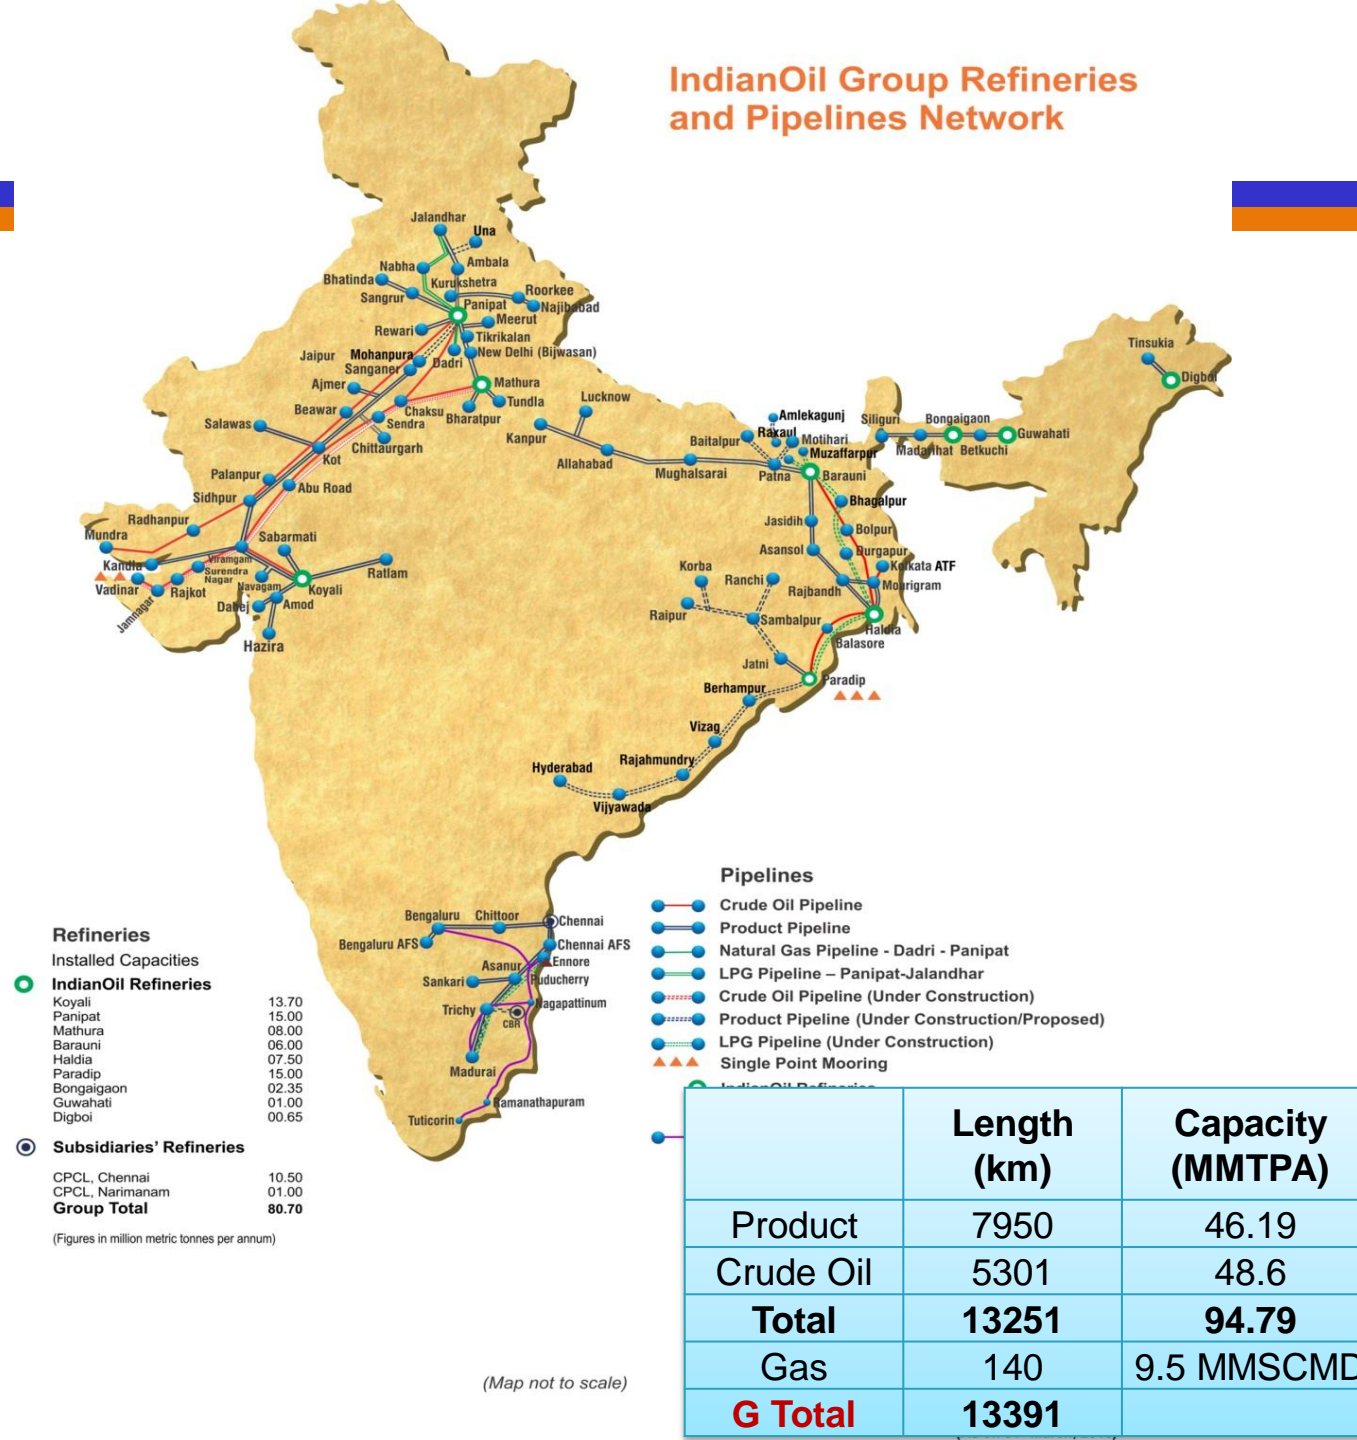 IndianOil Group Refineries
and Pipelines Network
Jalandhar
Una
Nabha
Ambala
Bhatinda
Kurukshetra
Sangrur
Roorkee
Panipat
Najibabad
Rewari
Meerut
Tikrikalan
Jaipur
Mohanpura
New Delhi (Bijwasan)
Sanganer
Dadri
Ajmer
Mathura
Beawar
Chaksu
Tundla
Sendra
Bharatpur
Salawas
Chittaurgarh
Kot
Lucknow
Kanpur
Allahabad
Mughalsarai
Palanpur
Abu Road
Sidhpur
Radhanpur
Mundra
Sabarmati
Kandla
Viramgam
Surendra
Nagar
Navagam
Ratlam
Vadinar
Rajkot
Koyali
Jamnagar
Dahej
Amod
Hazira
Tinsukia
Digboi
Amlekagunj
Siliguri
Bongaigaon
Raxaul
Baitalpur
Motihari
Guwahati
Muzaffarpur
Madarihat
Betkuchi
Patna
Barauni
Bhagalpur
Jasidih
Bolpur
Asansol
Durgapur
Kolkata ATF
Korba
Ranchi
Rajbandh
Mourigram
Raipur
Sambalpur
Haldia
Balasore
Jatni
Paradip
Berhampur
Vizag
Rajahmundry
Hyderabad
Vijyawada
Bengaluru
Chittoor
Chennai
Bengaluru AFS
Chennai AFS
Ennore
Asanur
Sankari
Puducherry
Trichy
Nagapattinum
CBR
Madurai
Ramanathapuram
Tuticorin
Refineries
Installed Capacities
IndianOil Refineries
Koyali 13.70
Panipat 15.00
Mathura 08.00
Barauni 06.00
Haldia 07.50
Paradip 15.00
Bongaigaon 02.35
Guwahati 01.00
Digboi 00.65
Subsidiaries' Refineries
CPCL, Chennai 10.50
CPCL, Narimanam 01.00
Group Total 80.70
(Figures in million metric tonnes per annum)
Pipelines
Crude Oil Pipeline
Product Pipeline
Natural Gas Pipeline - Dadri - Panipat
LPG Pipeline – Panipat-Jalandhar
Crude Oil Pipeline (Under Construction)
Product Pipeline (Under Construction/Proposed)
LPG Pipeline (Under Construction)
Single Point Mooring
IndianOil Refineries
Length (km) Capacity (MMTPA)
Product 7950 46.19
Crude Oil 5301 48.6
Total 13251 94.79
Gas 140 9.5 MMSCMD
G Total 13391
(Map not to scale)